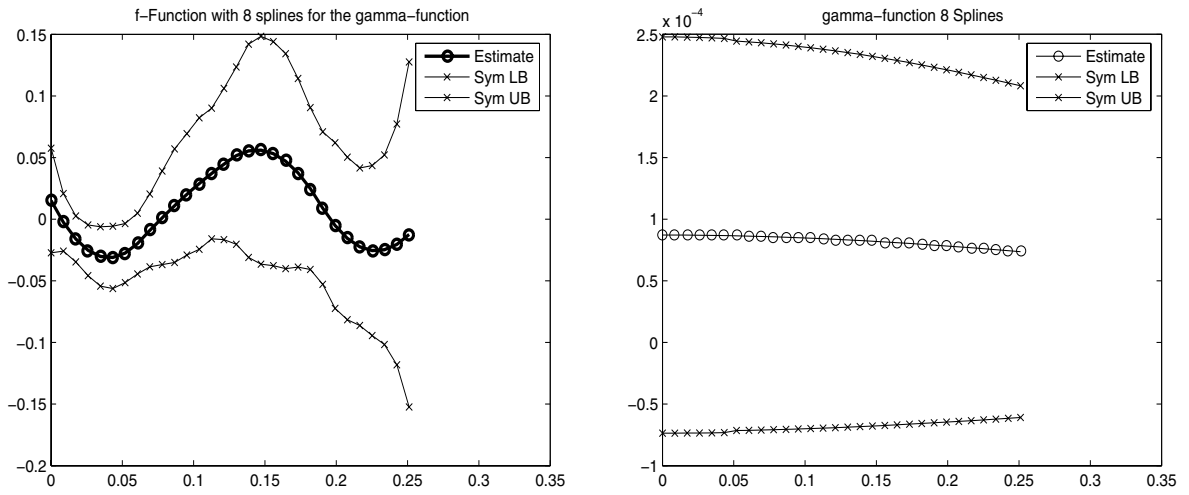 f−Function with 8 splines for the gamma−function
0.15
0.1
0.05
0
−0.05
−0.1
−0.15
−0.2
0 0.05 0.1 0.15 0.2 0.25 0.3 0.35
Estimate
Sym LB
Sym UB
gamma−function 8 Splines
x 10−4
2.5
2
1.5
1
0.5
0
−0.5
−1
0 0.05 0.1 0.15 0.2 0.25 0.3 0.35
Estimate
Sym LB
Sym UB